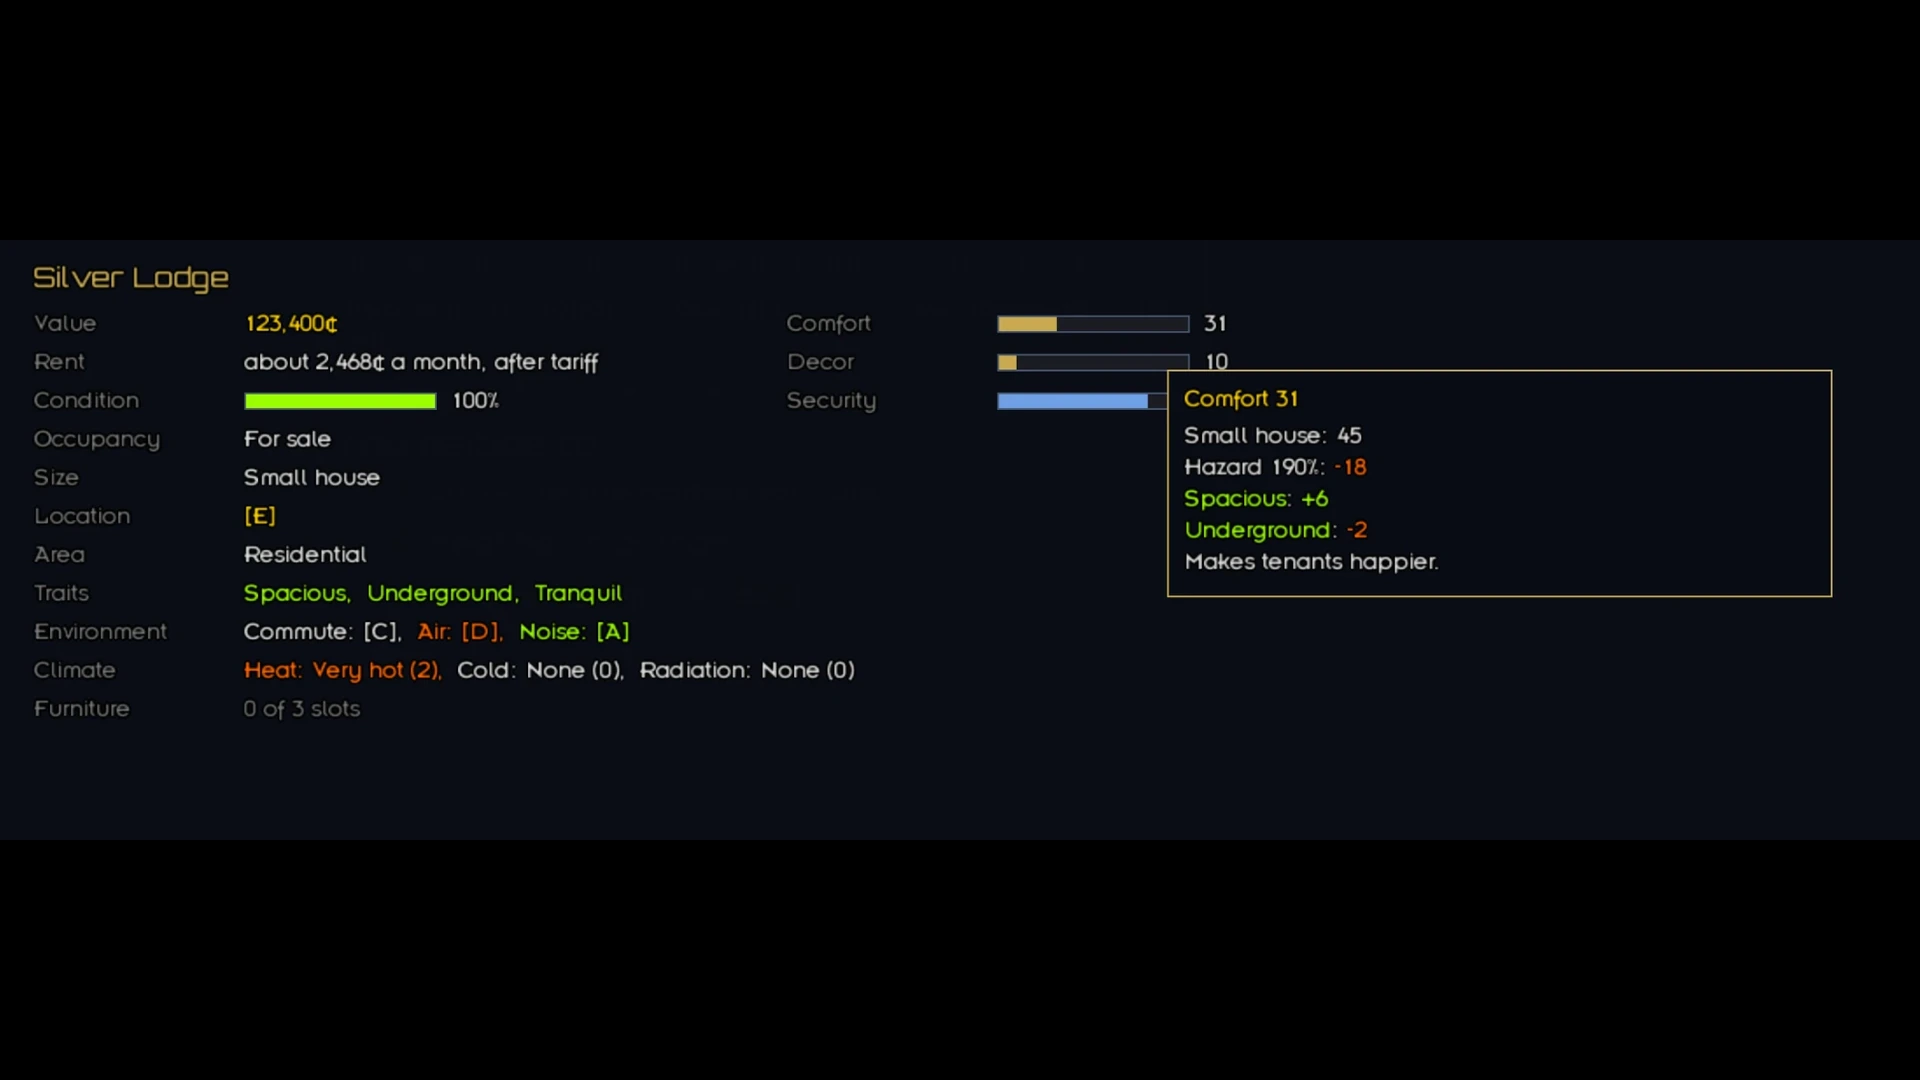 Silver Lodge
Value 123,400¢ Comfort 31
Rent about 2,468¢ a month, after tariff Decor 10
Condition 100% Security
Occupancy For sale
Size Small house
Location [E]
Area Residential
Traits Spacious, Underground, Tranquil
Environment Commute: [C], Air: [D], Noise: [A]
Climate Heat: Very hot (2), Cold: None (0), Radiation: None (0)
Furniture 0 of 3 slots
Comfort 31
Small house: 45
Hazard 190%: -18
Spacious: +6
Underground: -2
Makes tenants happier.